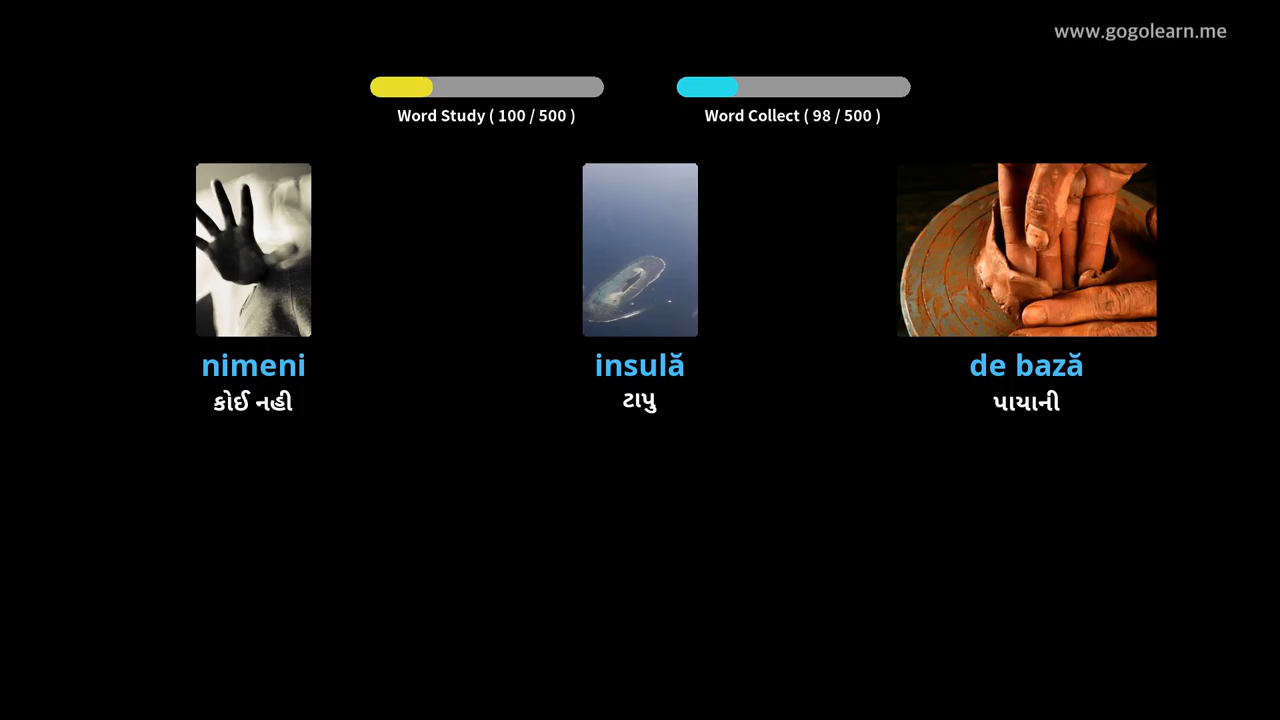 www.gogolearn.me
Word Study ( 100 / 500 )
Word Collect ( 98 / 500 )
nimeni
કોઈ નહી
insulă
ટાપુ
de bază
પાયાની